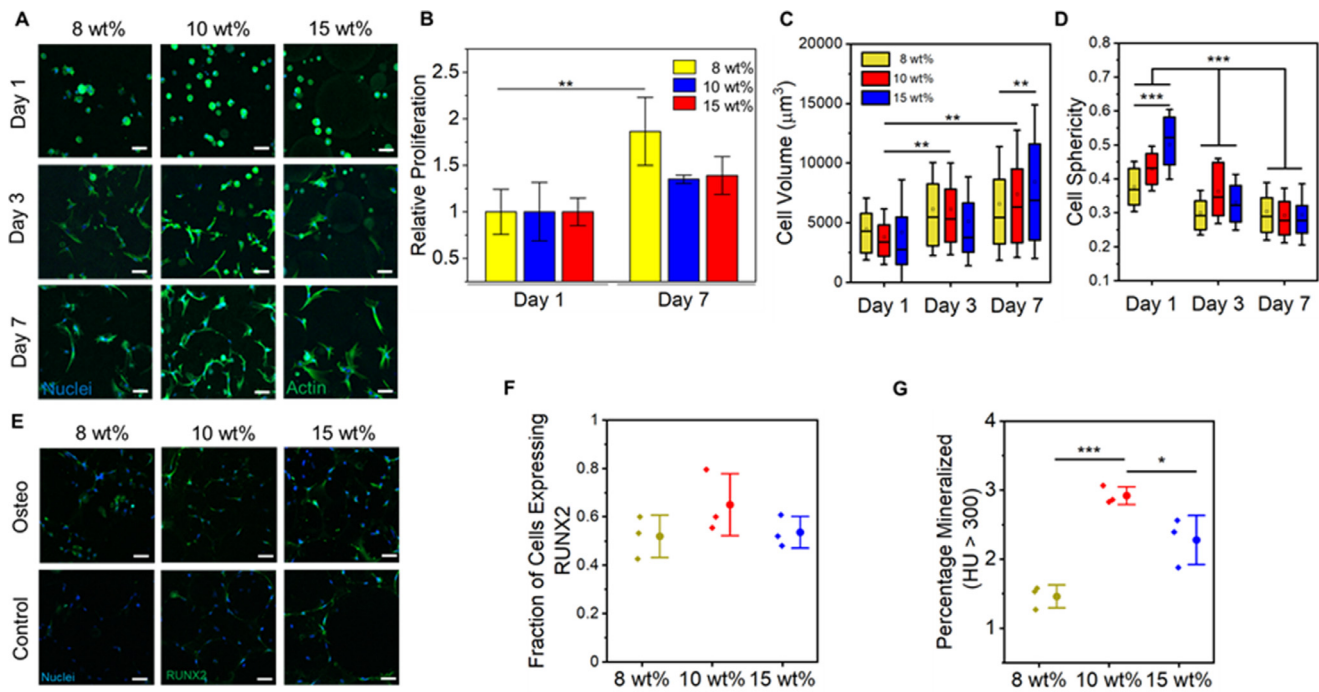 A
8 wt%
10 wt%
15 wt%
Day 1
Day 3
Day 7
Nuclei
Actin
B
Relative Proliferation
2.5
2
1.5
1
0.5
**
8 wt%
10 wt%
15 wt%
Day 1
Day 7
C
Cell Volume (μm³)
20000
15000
10000
5000
0
8 wt%
10 wt%
15 wt%
**
**
**
Day 1
Day 3
Day 7
D
Cell Sphericity
0.8
0.7
0.6
0.5
0.4
0.3
0.2
0.1
***
***
Day 1
Day 3
Day 7
E
8 wt%
10 wt%
15 wt%
Osteo
Control
Nuclei
RUNX2
F
Fraction of Cells Expressing
RUNX2
1
0.8
0.6
0.4
0.2
0
8 wt%
10 wt%
15 wt%
G
Percentage Mineralized
(HU > 300)
4
3
2
1
***
*
8 wt%
10 wt%
15 wt%